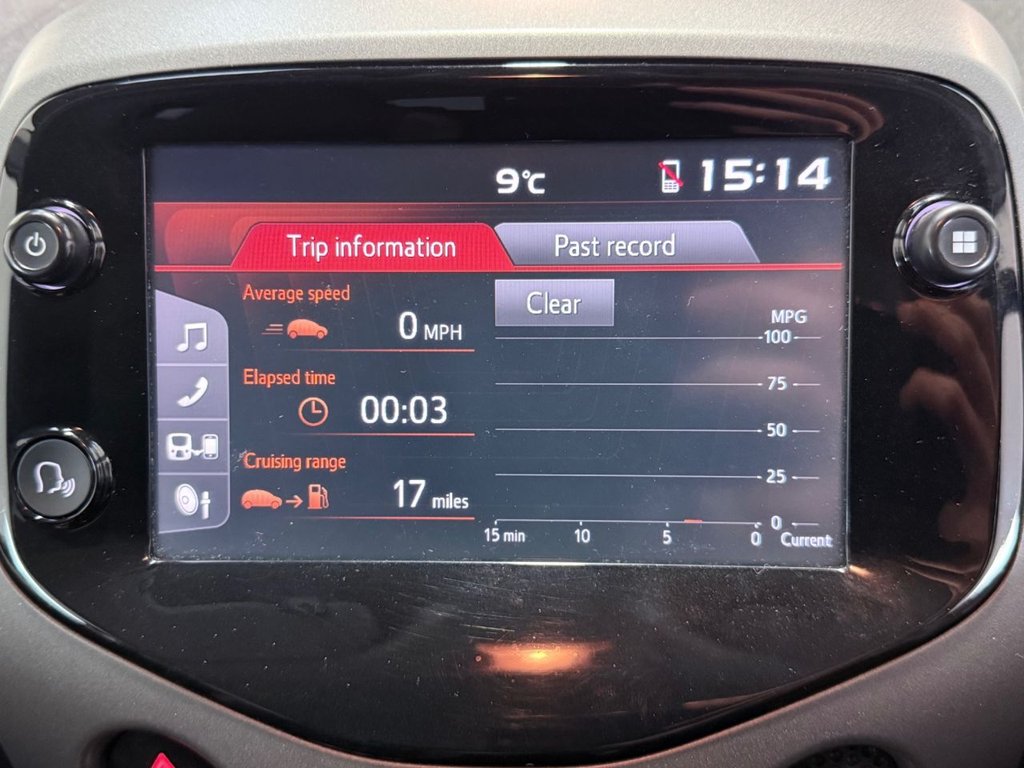 9℃ 15:14
Trip information Past record
Average speed
0 MPH
Elapsed time
00:03
Cruising range
17 miles
Clear
MPG
100
75
50
25
0
15 min 10 5 0 Current